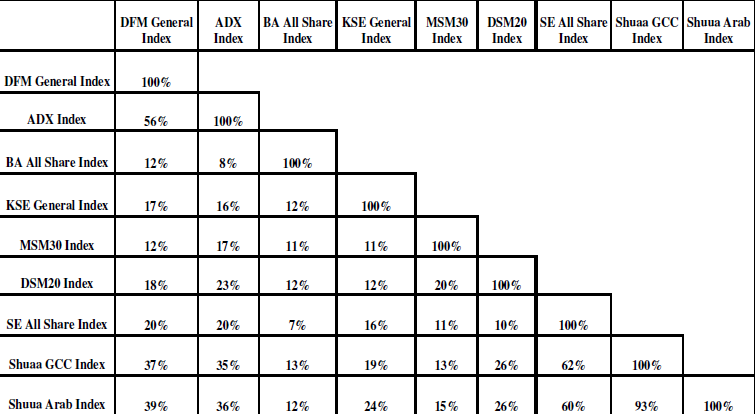 DFM General Index ADX Index BA All Share Index KSE General Index MSM30 Index DSM20 Index SE All Share Index Shuaa GCC Index Shuua Arab Index
DFM General Index 100%
ADX Index 56% 100%
BA All Share Index 12% 8% 100%
KSE General Index 17% 16% 12% 100%
MSM30 Index 12% 17% 11% 11% 100%
DSM20 Index 18% 23% 12% 12% 20% 100%
SE All Share Index 20% 20% 7% 16% 11% 10% 100%
Shuaa GCC Index 37% 35% 13% 19% 13% 26% 62% 100%
Shuua Arab Index 39% 36% 12% 24% 15% 26% 60% 93% 100%